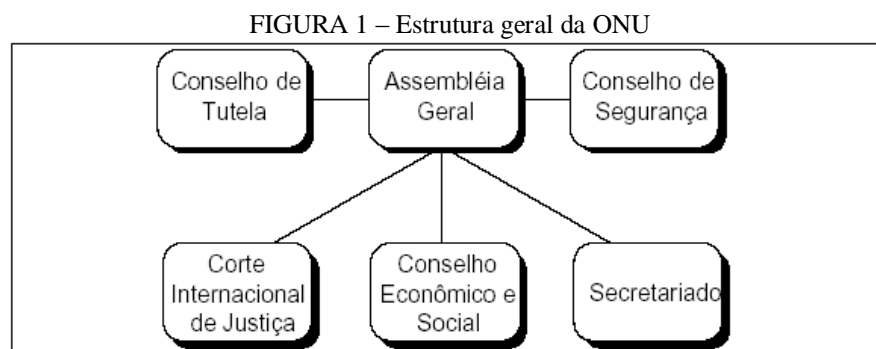 FIGURA 1 – Estrutura geral da ONU
Conselho de
Tutela
Assembléia
Geral
Conselho de
Segurança
Corte
Internacional
de Justiça
Conselho
Econômico e
Social
Secretariado